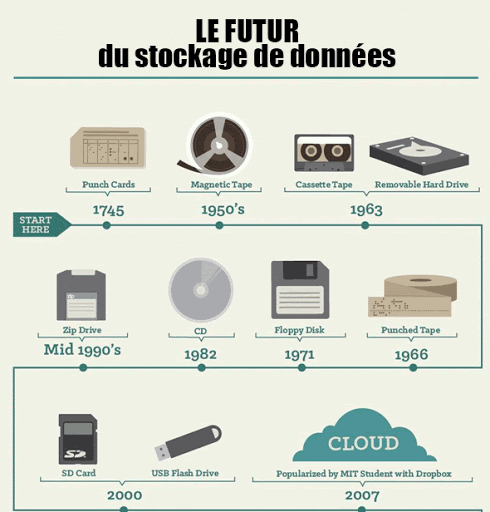 LE FUTUR
du stockage de données
Punch Cards
Magnetic Tape
Cassette Tape
Removable Hard Drive
1745
1950's
1963
START
HERE
Zip Drive
CD
Floppy Disk
Punched Tape
Mid 1990's
1982
1971
1966
SD
CLOUD
SD Card
USB Flash Drive
Popularized by MIT Student with Dropbox
2000
2007